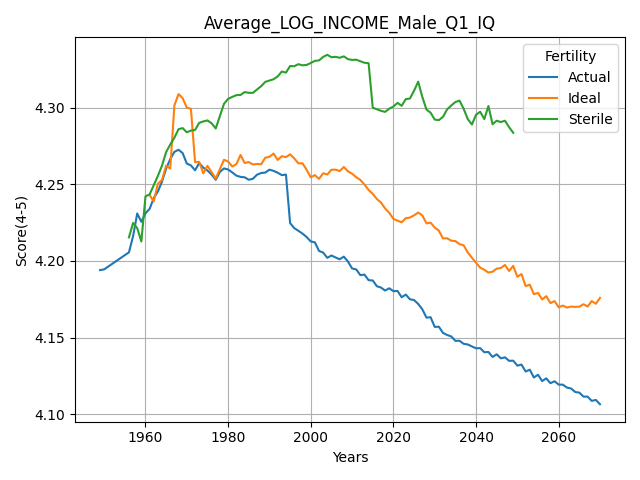 Average_LOG_INCOME_Male_Q1_IQ
Fertility
Actual
Ideal
Sterile
Score(4-5)
4.30
4.25
4.20
4.15
4.10
1960
1980
2000
2020
2040
2060
Years